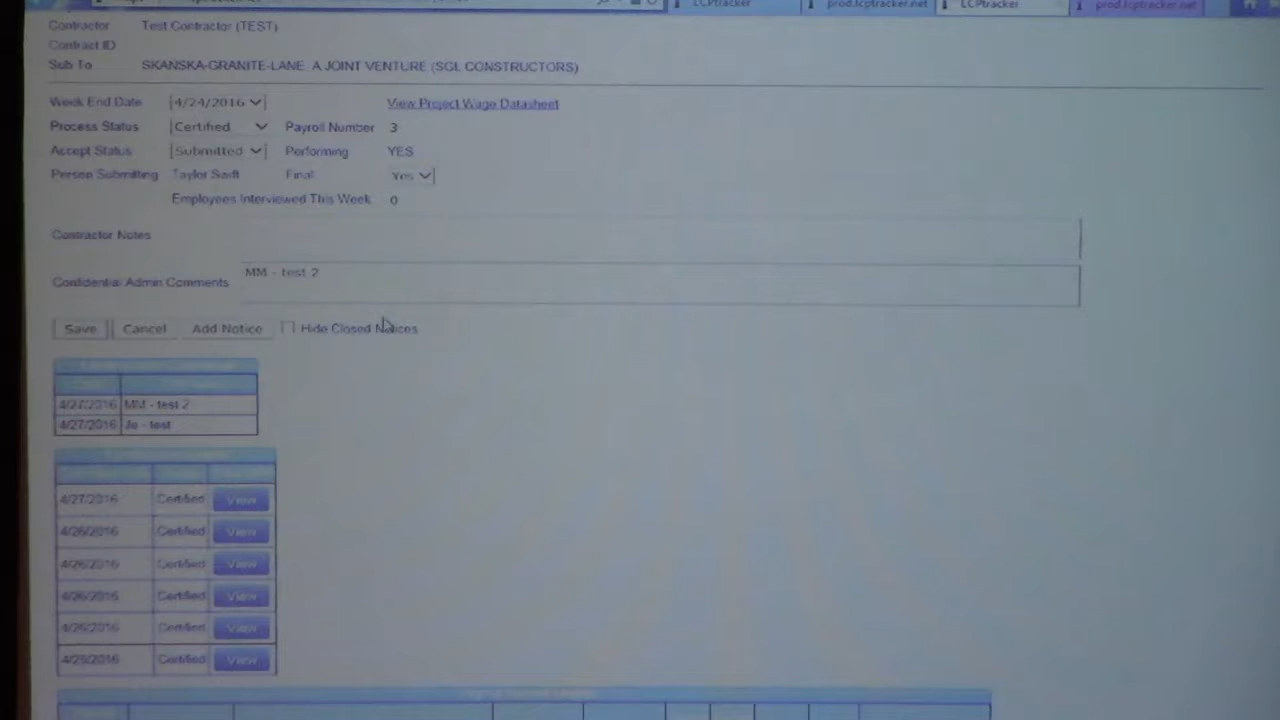 LCPtracker prod.lcptracker.net LCPtracker prod.lcptracker.net
Contractor Test Contractor (TEST)
Contract ID
Sub To SKANSKA-GRANITE-LANE, A JOINT VENTURE (SGL CONSTRUCTORS)
Week End Date 4/24/2016 View Project Wage Datasheet
Process Status Certified Payroll Number 3
Accept Status Submitted Performing YES
Person Submitting Taylor Swift Final Yes
Employees Interviewed This Week 0
Contractor Notes
Confidential Admin Comments MM - test 2
Save Cancel Add Notice Hide Closed Notices
4/27/2016 MM - test 2
4/27/2016 Je - test
4/27/2016 Certified View
4/26/2016 Certified View
4/26/2016 Certified View
4/26/2016 Certified View
4/26/2016 Certified View
4/25/2016 Certified View